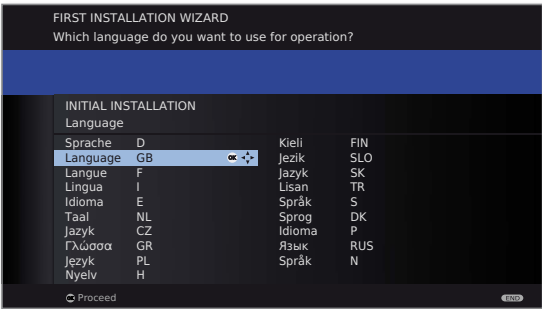 FIRST INSTALLATION WIZARD
Which language do you want to use for operation?
INITIAL INSTALLATION
Language
Sprache D
Language GB OK
Langue F
Lingua I
Idioma E
Taal NL
Jazyk CZ
Γλώσσα GR
Język PL
Nyelv H
Kieli FIN
Jezik SLO
Jazyk SK
Lisan TR
Språk S
Sprog DK
Idioma P
Язык RUS
Språk N
OK Proceed
END